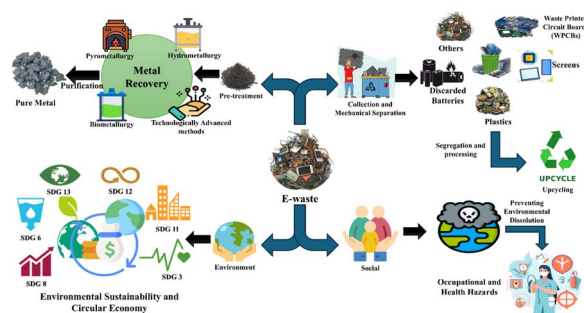 Pyrometallurgy
Hydrometallurgy
Metal
Recovery
Purification
Pure Metal
Biometallurgy
Technologically Advanced
methods
Pre-treatment
Collection and
Mechanical Separation
Others
Waste Printed
Circuit Board
(WPCBs)
Screens
Discarded
Batteries
Plastics
Segregation and
processing
UPCYCLE
Upcycling
E-waste
SDG 13
SDG 12
SDG 6
SDG 11
SDG 8
SDG 3
Environmental Sustainability and
Circular Economy
Environment
Social
Preventing
Environmental
Dissolution
Occupational and
Health Hazards